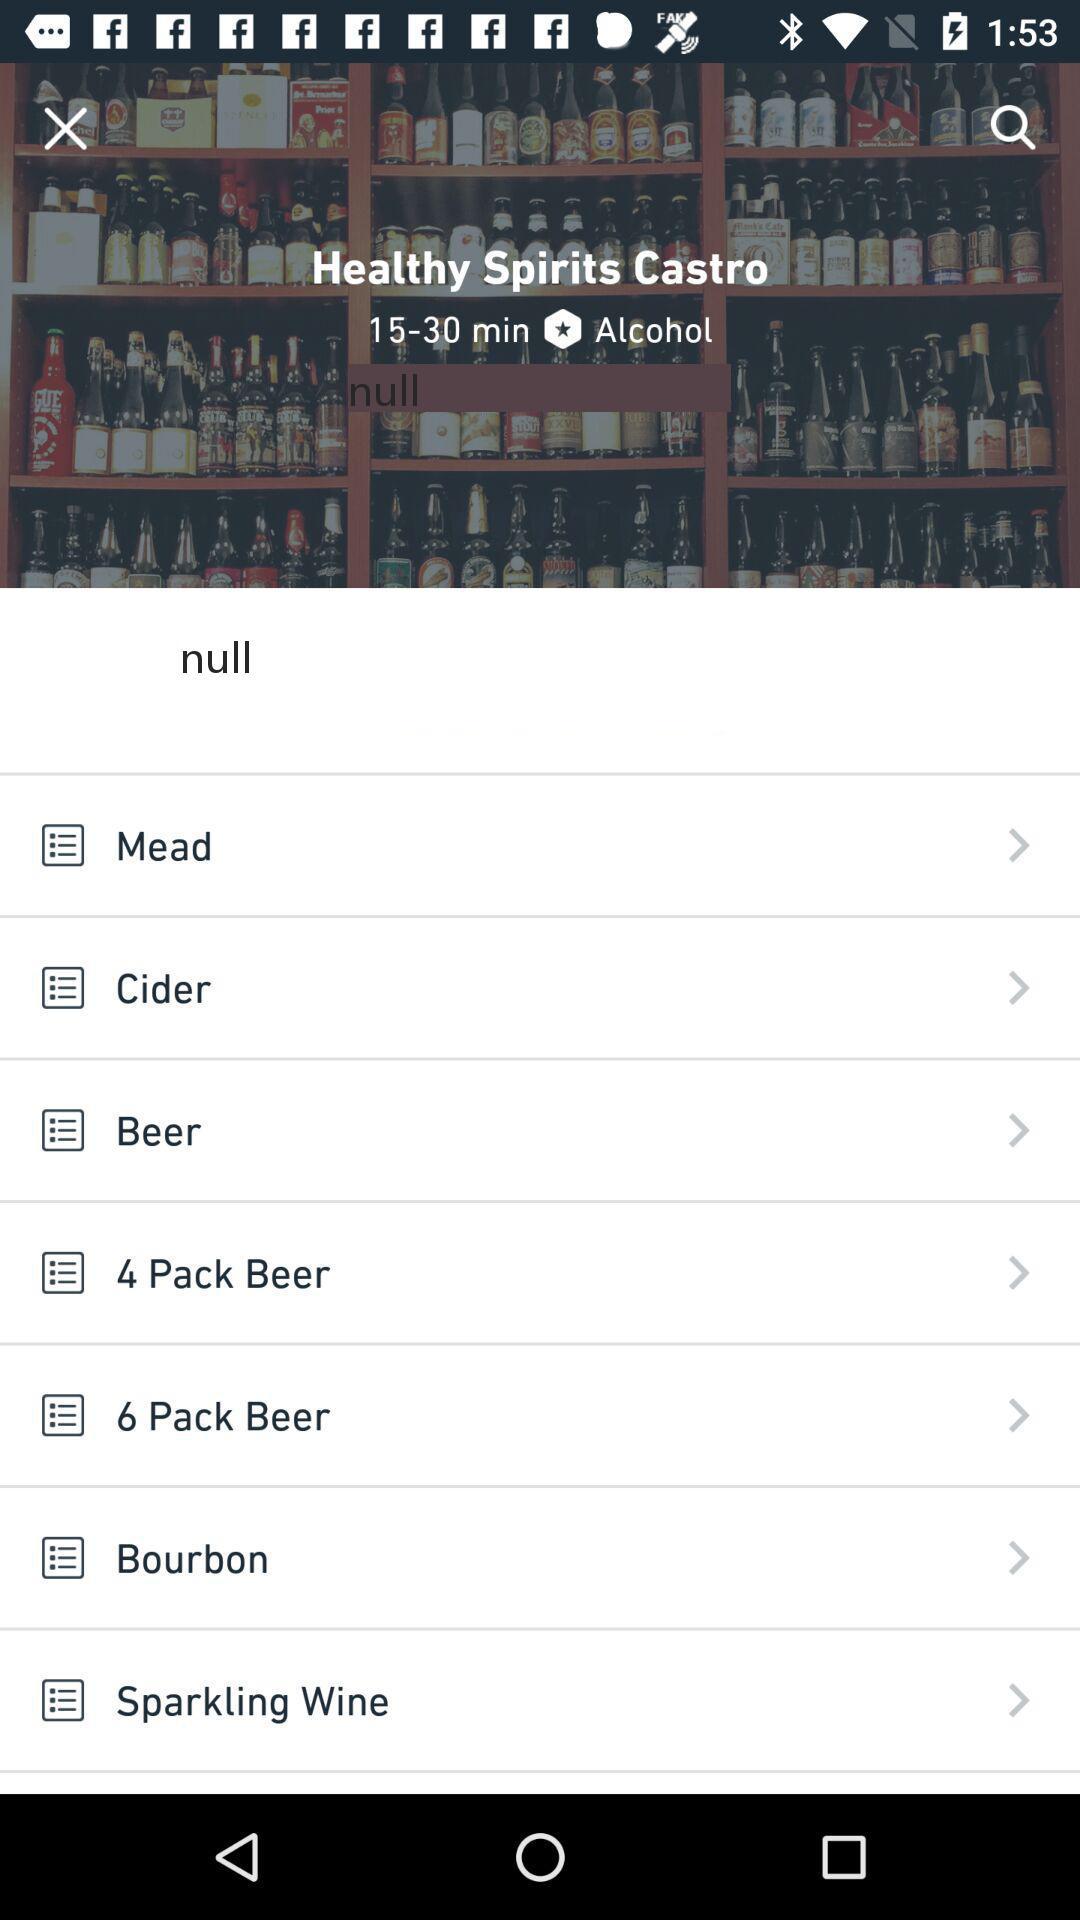 FAKE
1:53
Healthy Spirits Castro
15-30 min Alcohol
null
null
Mead
Cider
Beer
4 Pack Beer
6 Pack Beer
Bourbon
Sparkling Wine